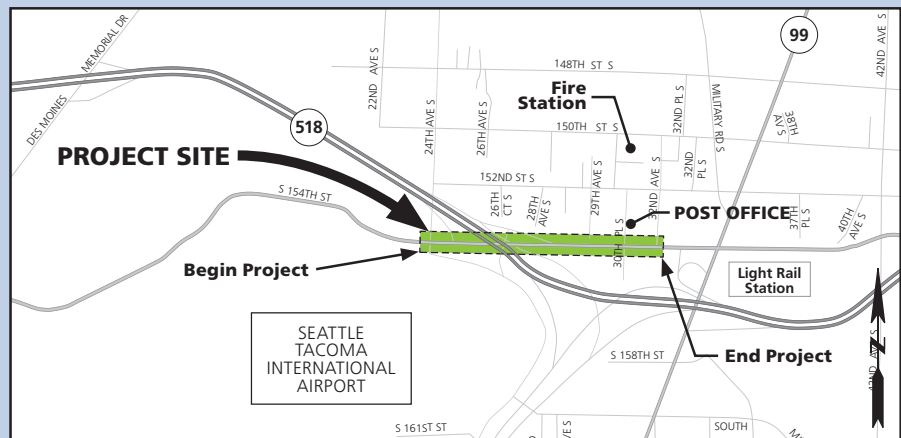 DES MOINES
MEMORIAL DR
518
22ND AVE S
24TH AVE S
26TH AVE S
148TH ST S
Fire
Station
150TH ST S
32ND PL S
MILITARY RD S
99
38TH
AV S
42ND AVE S
PROJECT SITE
S 154TH ST
152ND ST S
26TH
CT S
28TH
AVE S
29TH AVE S
32ND AVE S
32ND
PL S
30TH PL S
POST OFFICE
37TH
PL S
40TH
AVE S
Begin Project
Light Rail
Station
SEATTLE
TACOMA
INTERNATIONAL
AIRPORT
S 158TH ST
End Project
N
42ND AVE S
S 161ST ST
VE S
SOUTH